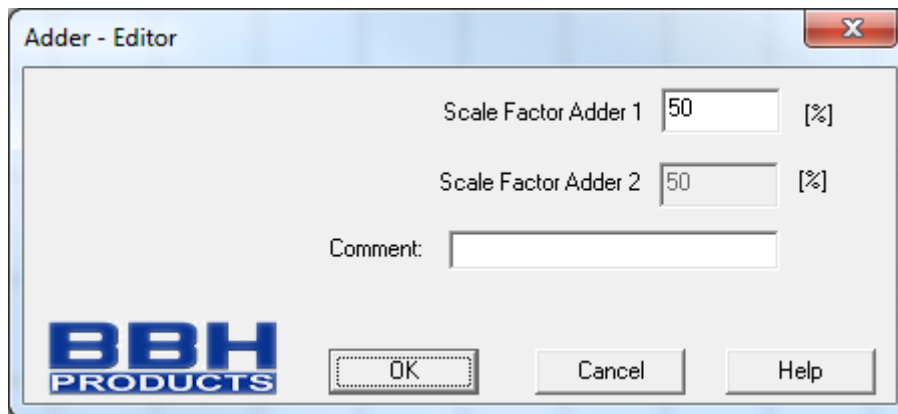 Adder - Editor
Scale Factor Adder 1 50 [%]
Scale Factor Adder 2 50 [%]
Comment:
BBH
PRODUCTS
OK Cancel Help